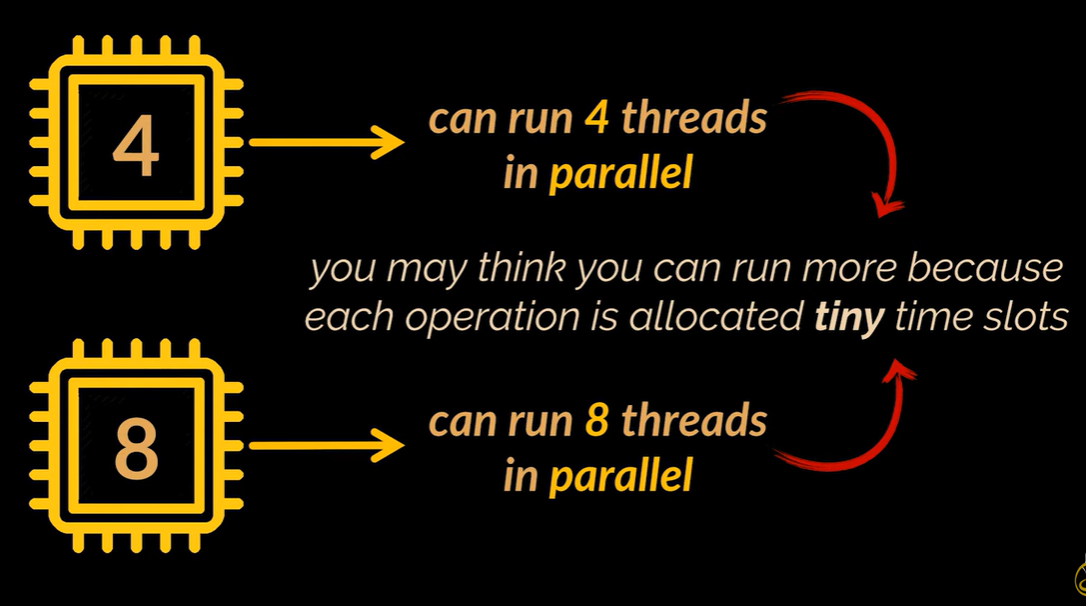 4
can run 4 threads
in parallel
you may think you can run more because
each operation is allocated tiny time slots
8
can run 8 threads
in parallel